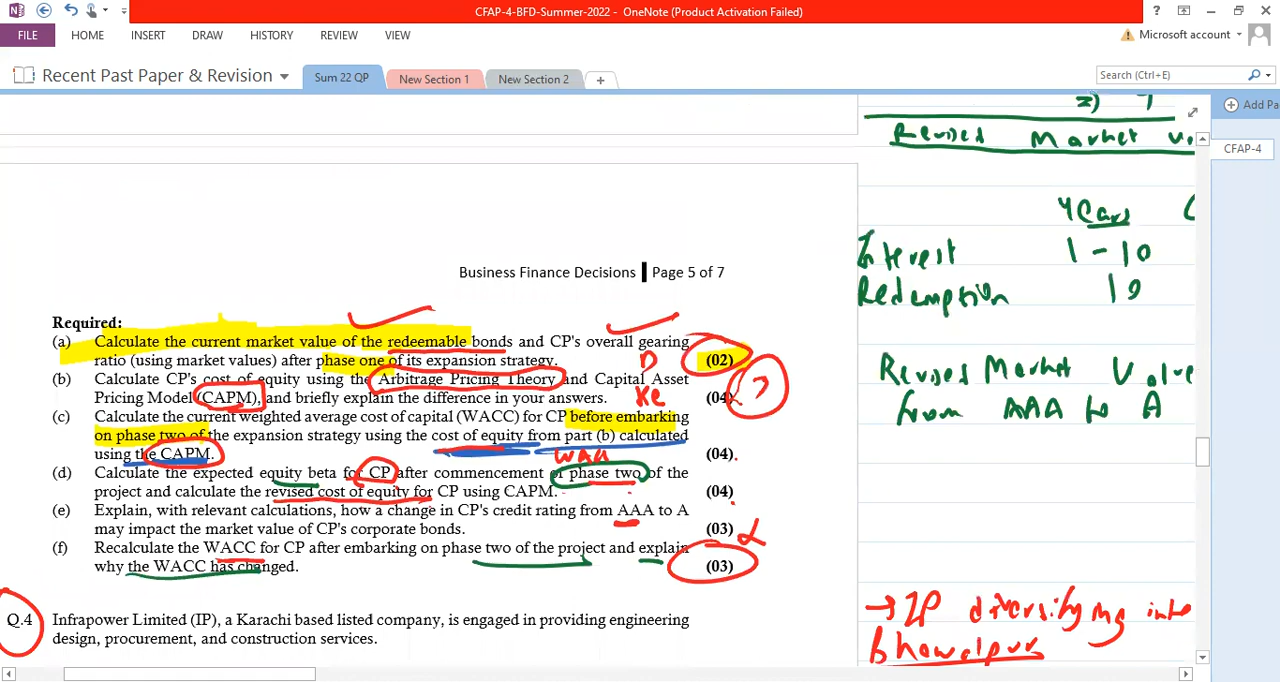 CFAP-4-BFD-Summer-2022 - OneNote (Product Activation Failed)
FILE HOME INSERT DRAW HISTORY REVIEW VIEW
Microsoft account
Recent Past Paper & Revision Sum 22 QP New Section 1 New Section 2 +
Search (Ctrl+E)
Add Pa
CFAP-4
Revised Market v
Years
Interest 1 - 10
Redemption 10
Revised Market Value
from AAA to A
→ IP diversifying int
Bhawalpur
Business Finance Decisions Page 5 of 7
Required:
(a) Calculate the current market value of the redeemable bonds and CP's overall gearing
ratio (using market values) after phase one of its expansion strategy. (02)
(b) Calculate CP's cost of equity using the Arbitrage Pricing Theory and Capital Asset
Pricing Model (CAPM), and briefly explain the difference in your answers. (04)
Ke
(c) Calculate the current weighted average cost of capital (WACC) for CP before embarking
on phase two of the expansion strategy using the cost of equity from part (b) calculated
using the CAPM. (04)
(d) Calculate the expected equity beta for CP after commencement of phase two of the
project and calculate the revised cost of equity for CP using CAPM. (04)
(e) Explain, with relevant calculations, how a change in CP's credit rating from AAA to A
may impact the market value of CP's corporate bonds. (03)
(f) Recalculate the WACC for CP after embarking on phase two of the project and explain
why the WACC has changed. (03)
Q.4 Infrapower Limited (IP), a Karachi based listed company, is engaged in providing engineering
design, procurement, and construction services.